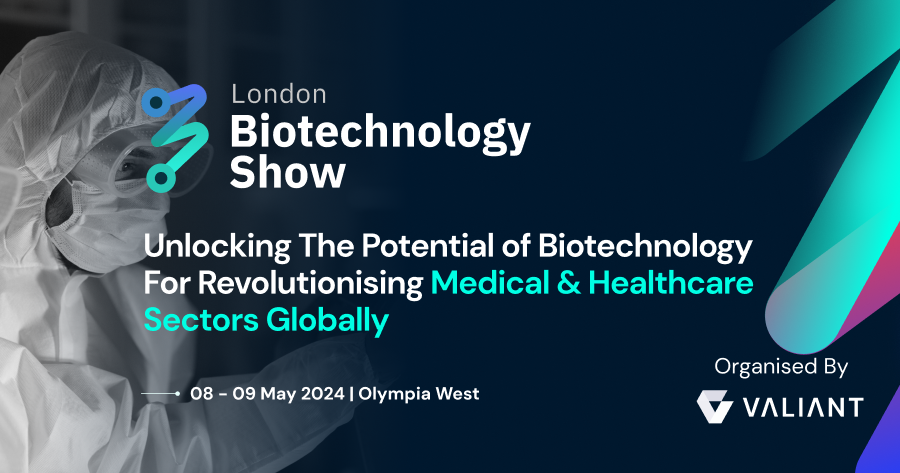 London
Biotechnology
Show
Unlocking The Potential of Biotechnology
For Revolutionising Medical & Healthcare
Sectors Globally
08 - 09 May 2024 | Olympia West
Organised By
VALIANT